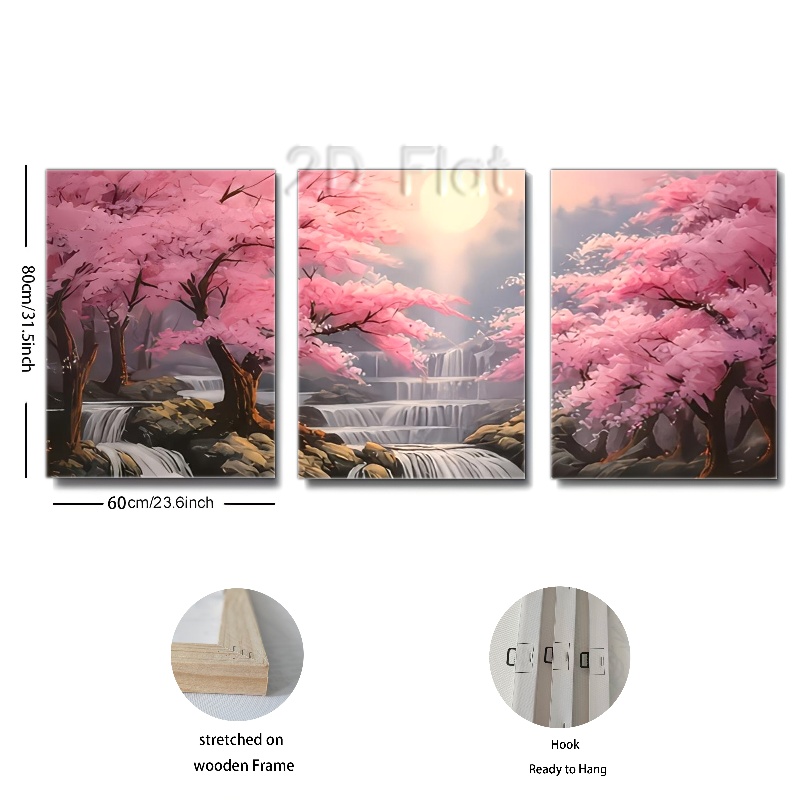 2D Flat
80cm/31.5inch
60cm/23.6inch
stretched on
wooden Frame
Hook
Ready to Hang